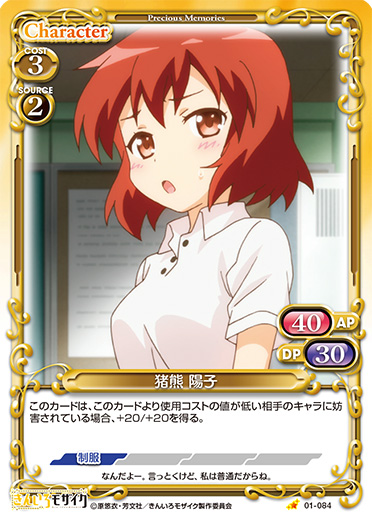 Precious Memories
Character
COST
3
SOURCE
2
40 AP
DP 30
猪熊 陽子
このカードは、このカードより使用コストの値が低い相手のキャラに妨
害されている場合、+20/+20を得る。
制服
なんだよー。言っとくけど、私は普通だからね。
きんいろモザイク
01-084
©原悠衣・芳文社/きんいろモザイク製作委員会